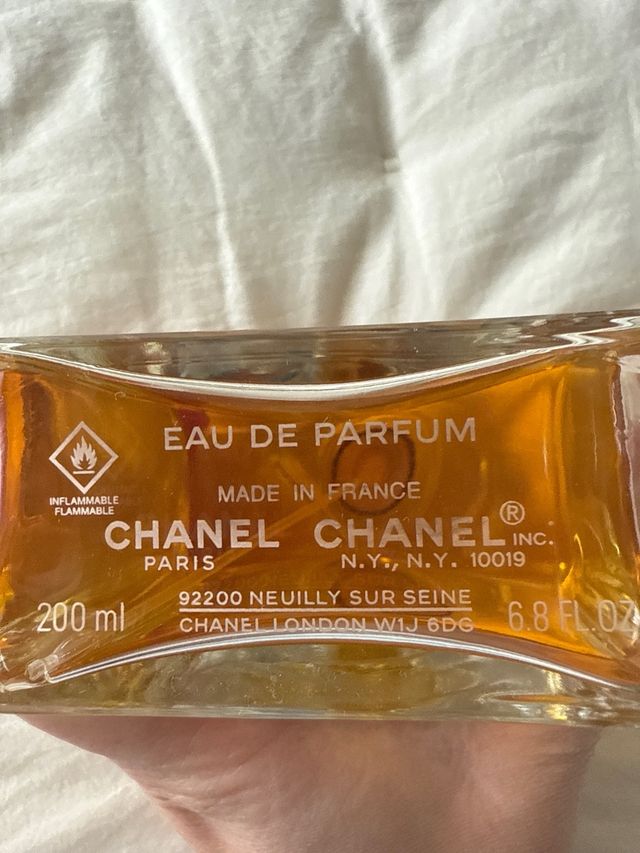 EAU DE PARFUM
INFLAMMABLE
FLAMMABLE
MADE IN FRANCE
CHANEL CHANEL® INC.
PARIS N.Y., N.Y. 10019
92200 NEUILLY SUR SEINE
200 ml 6.8 FL.OZ
CHANEL LONDON W1J 6DG